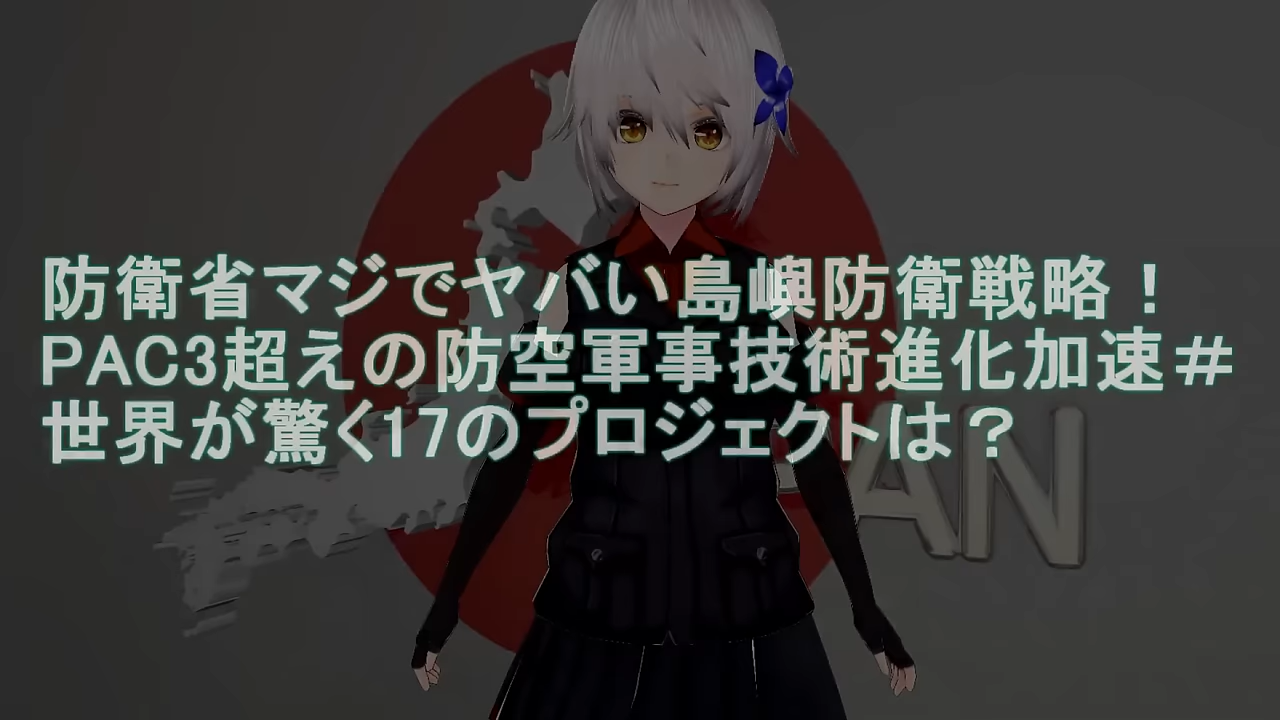 防衛省マジでヤバい島嶼防衛戦略！
PAC3超えの防空軍事技術進化加速＃
世界が驚く17のプロジェクトは？
AN